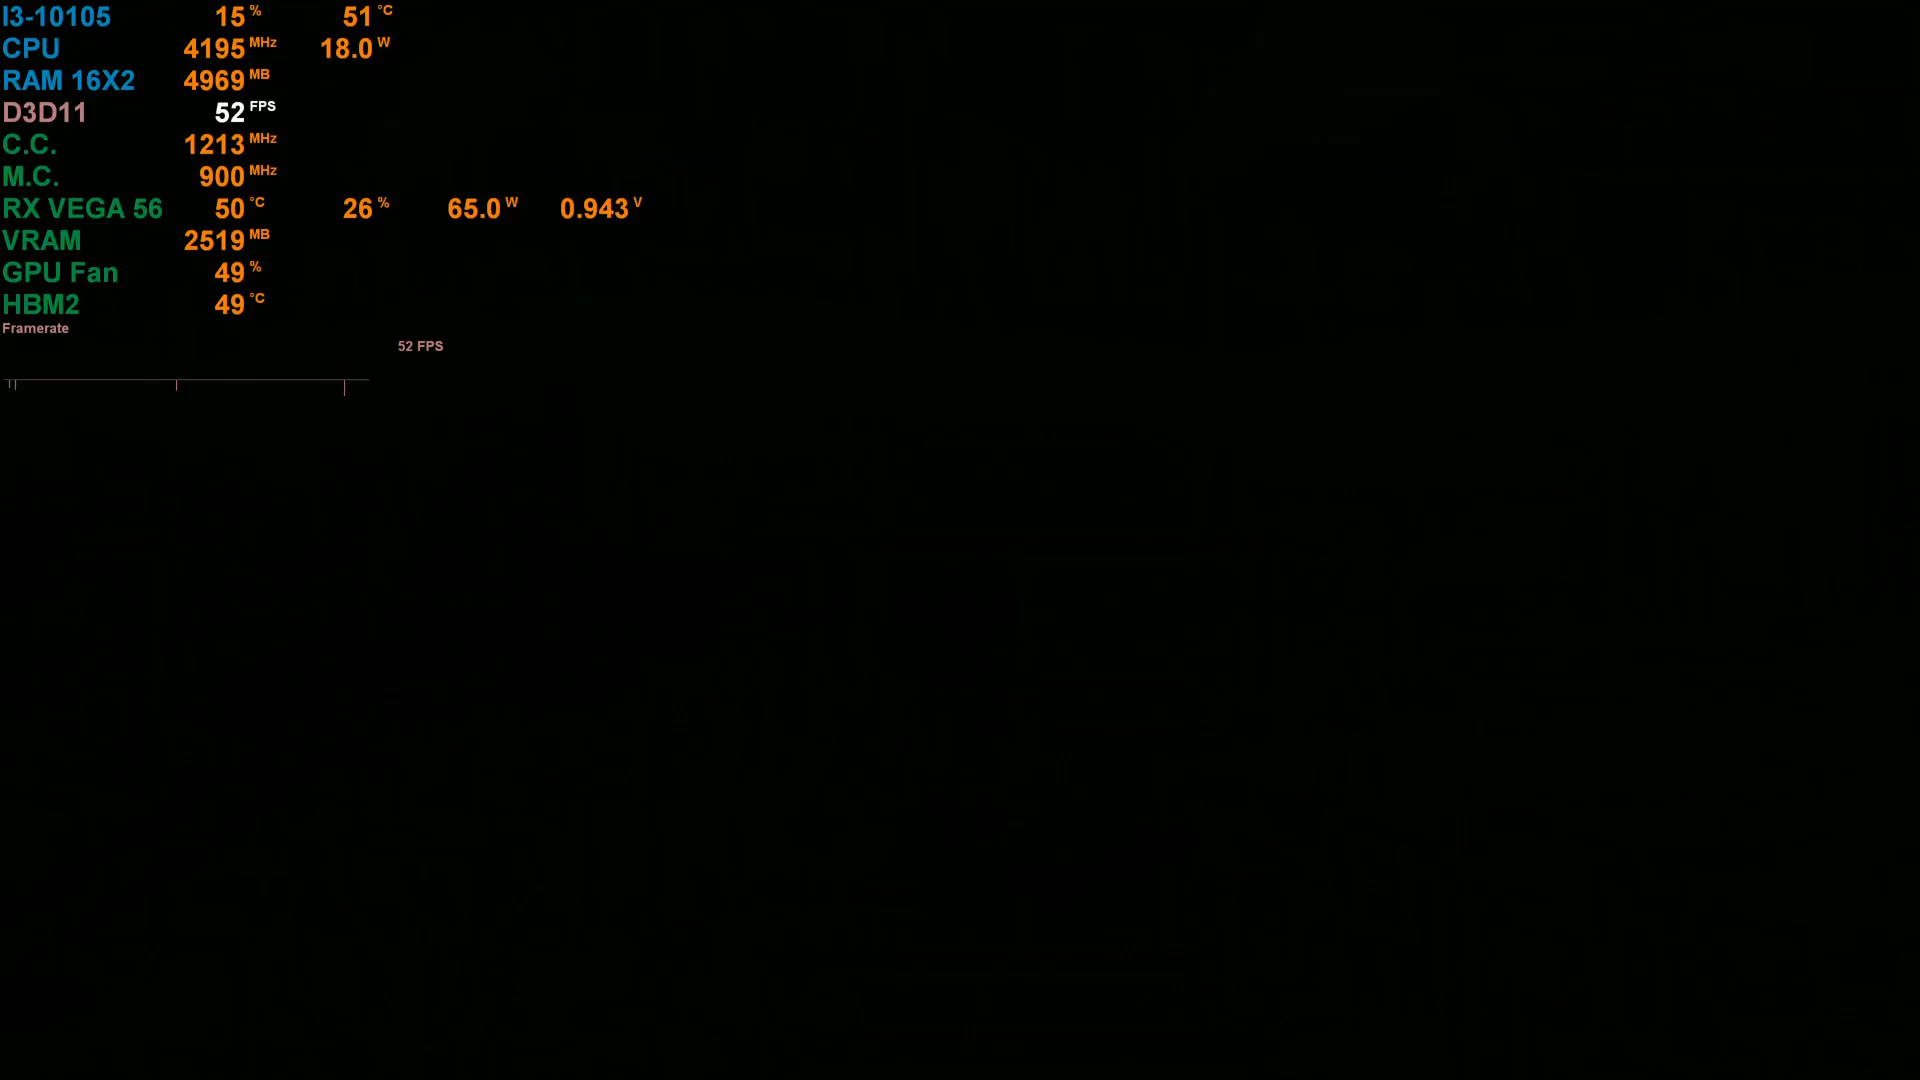 I3-10105 15 % 51 °C
CPU 4195 MHz 18.0 W
RAM 16X2 4969 MB
D3D11 52 FPS
C.C. 1213 MHz
M.C. 900 MHz
RX VEGA 56 50 °C 26 % 65.0 W 0.943 V
VRAM 2519 MB
GPU Fan 49 %
HBM2 49 °C
Framerate
52 FPS